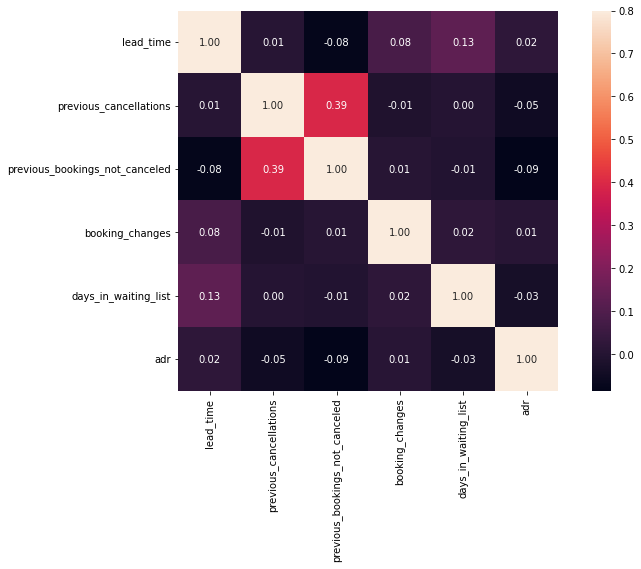 lead_time 1.00 0.01 -0.08 0.08 0.13 0.02
previous_cancellations 0.01 1.00 0.39 -0.01 0.00 -0.05
previous_bookings_not_canceled -0.08 0.39 1.00 0.01 -0.01 -0.09
booking_changes 0.08 -0.01 0.01 1.00 0.02 0.01
days_in_waiting_list 0.13 0.00 -0.01 0.02 1.00 -0.03
adr 0.02 -0.05 -0.09 0.01 -0.03 1.00
lead_time
previous_cancellations
previous_bookings_not_canceled
booking_changes
days_in_waiting_list
adr
0.8
0.7
0.6
0.5
0.4
0.3
0.2
0.1
0.0